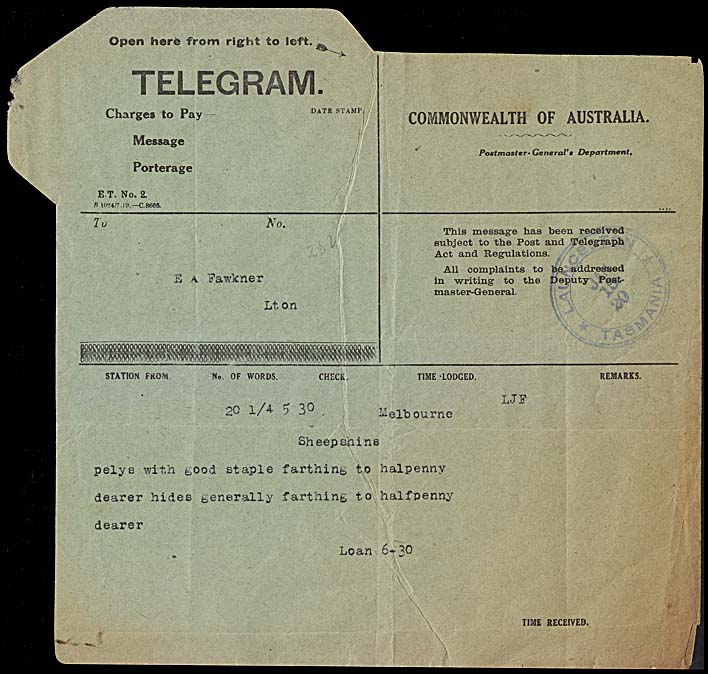 Open here from right to left.
TELEGRAM.
Charges to Pay
DATE STAMP.
Message
Porterage
E.T. No. 2.
COMMONWEALTH OF AUSTRALIA.
Postmaster-General's Department,
To No.
E A Fawkner
Lton
This message has been received
subject to the Post and Telegraph
Act and Regulations.
All complaints to be addressed
in writing to the Deputy Post-
master-General.
LAUNCESTON
TASMANIA
STATION FROM. No. OF WORDS. CHECK. TIME LODGED. REMARKS.
LJF
20 1/4 5 30 . Melbourne
Sheepshins
pelys with good staple farthing to halpenny
dearer hides generally farthing to halfpenny
dearer
Loan 6-30
TIME RECEIVED.